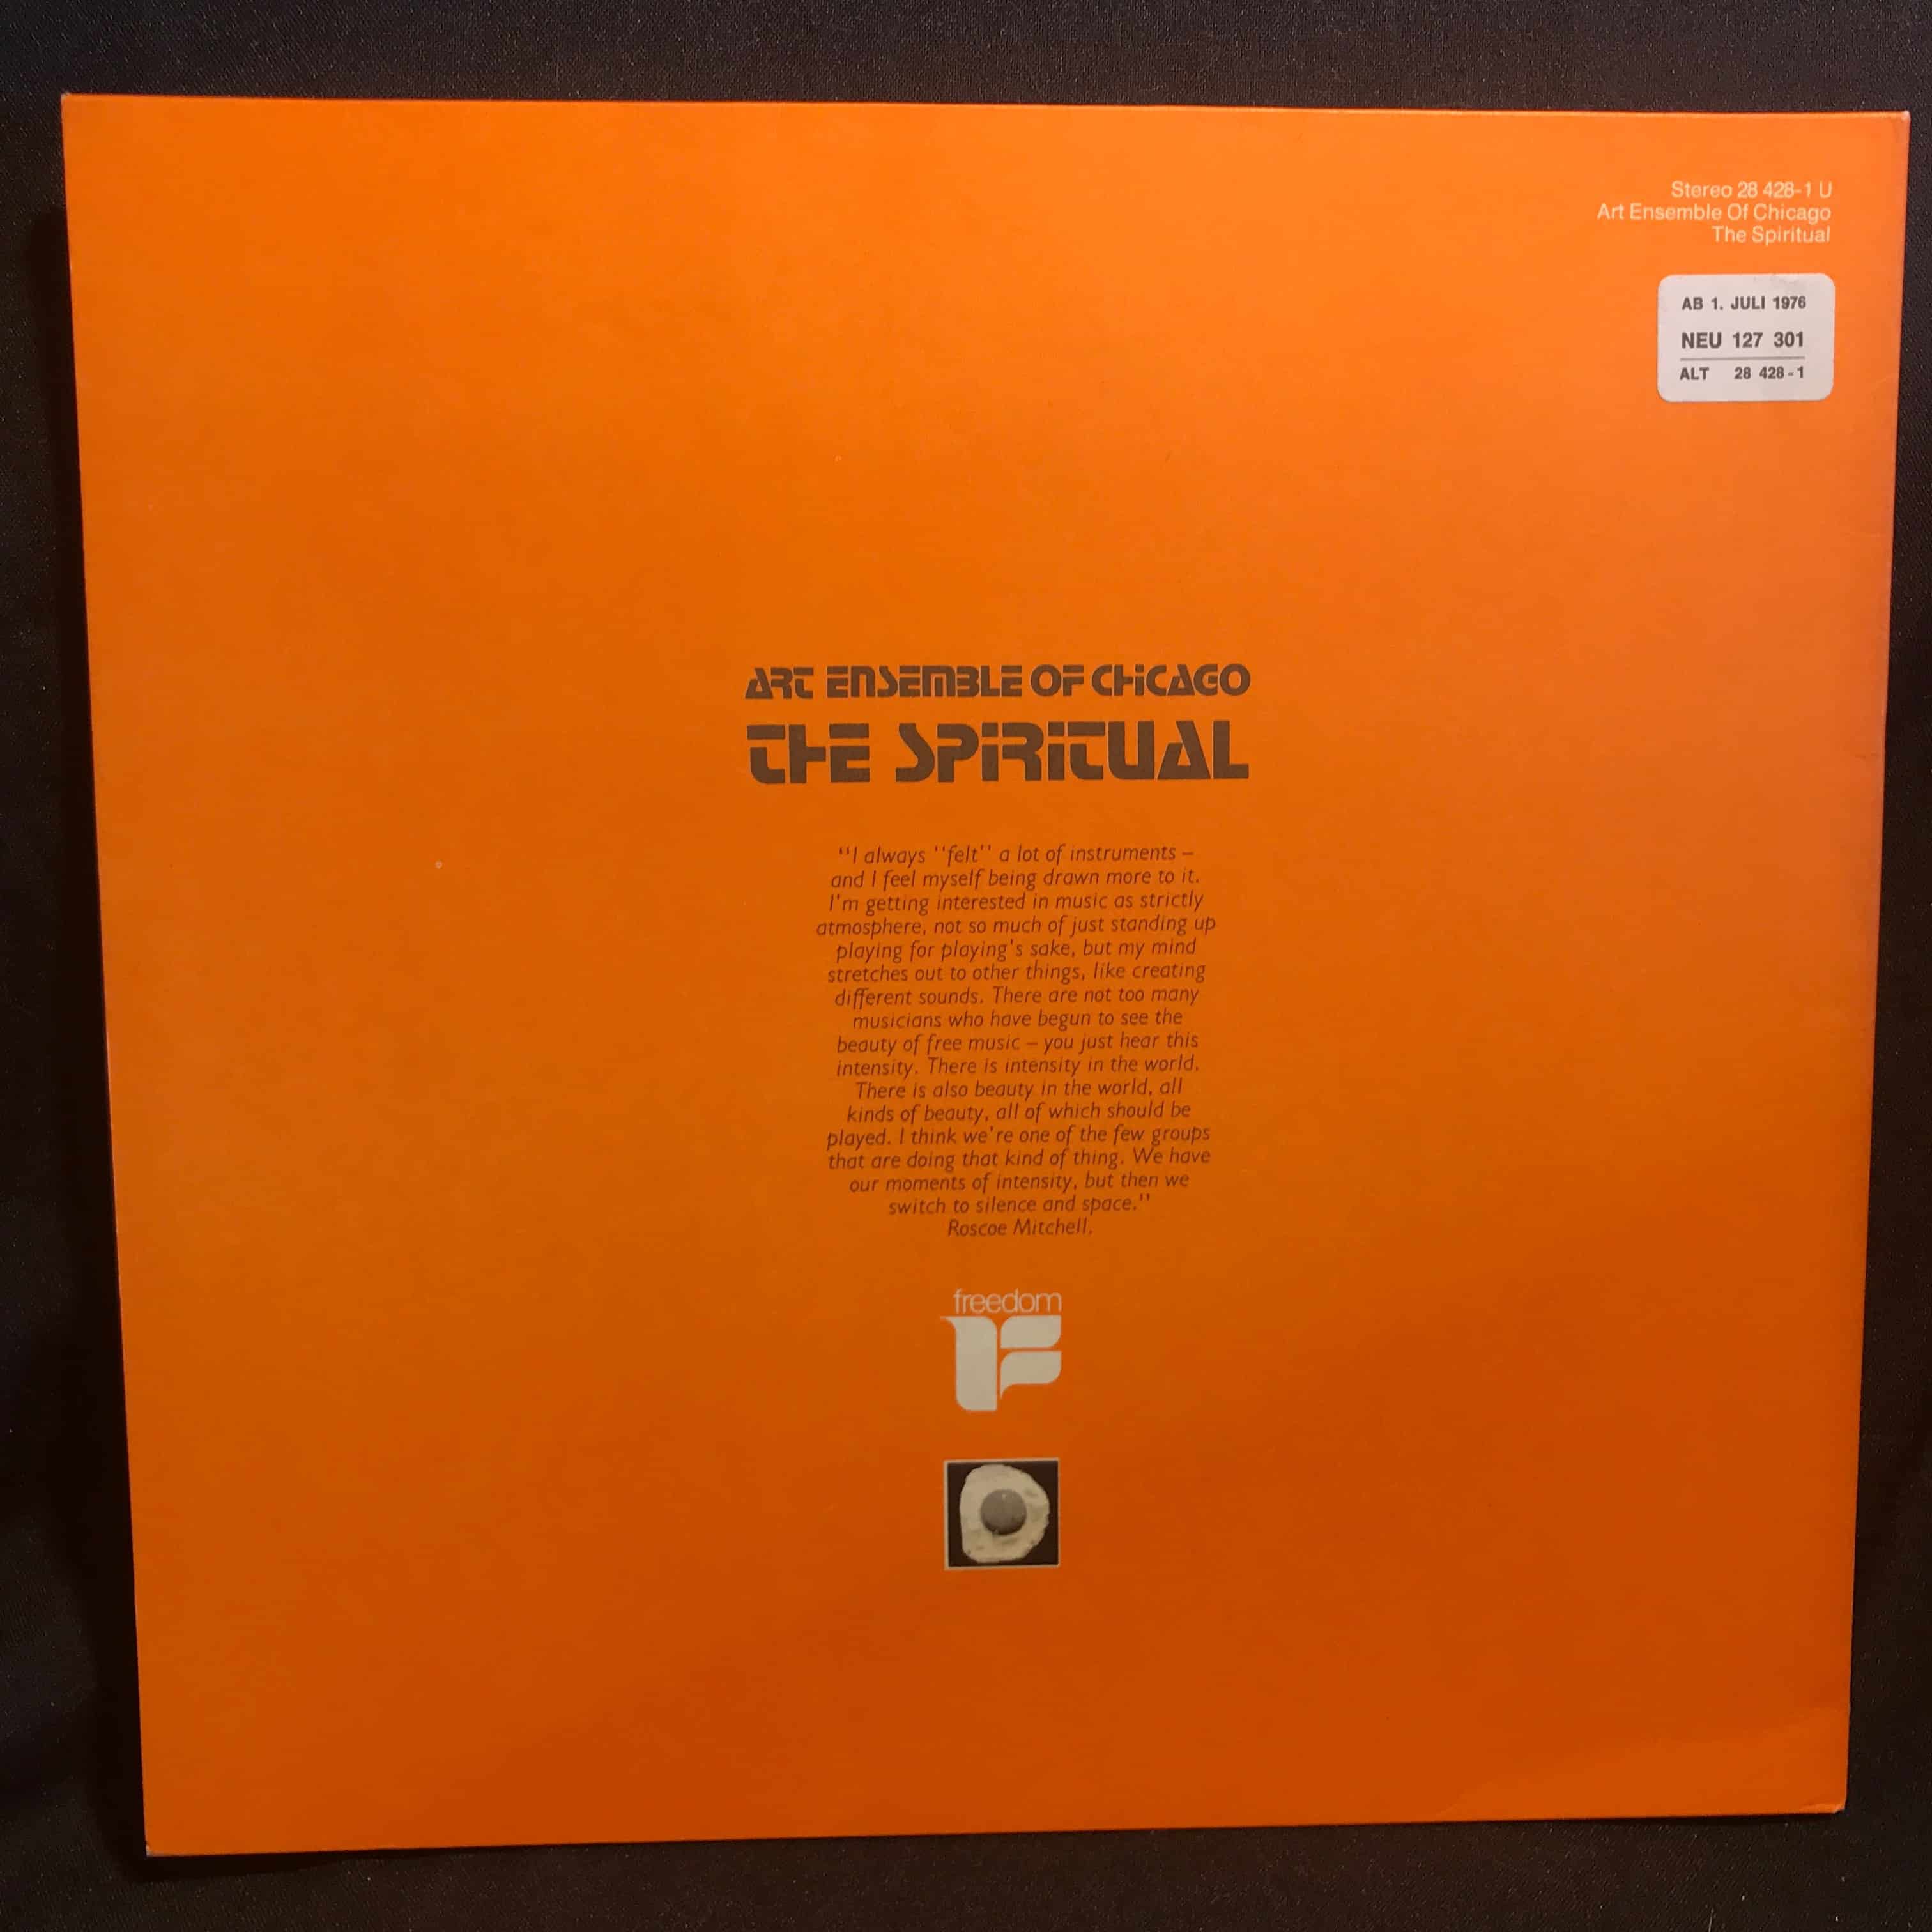 Stereo 28 428-1 U
Art Ensemble Of Chicago
The Spiritual
AB 1. JULI 1976
NEU 127 301
ALT 28 428-1
ART ENSEMBLE OF CHiCAGO
THE SPiRiTUAL
"I always "felt" a lot of instruments –
and I feel myself being drawn more to it.
I'm getting interested in music as strictly
atmosphere, not so much of just standing up
playing for playing's sake, but my mind
stretches out to other things, like creating
different sounds. There are not too many
musicians who have begun to see the
beauty of free music – you just hear this
intensity. There is intensity in the world.
There is also beauty in the world, all
kinds of beauty, all of which should be
played. I think we're one of the few groups
that are doing that kind of thing. We have
our moments of intensity, but then we
switch to silence and space."
Roscoe Mitchell.
freedom
F